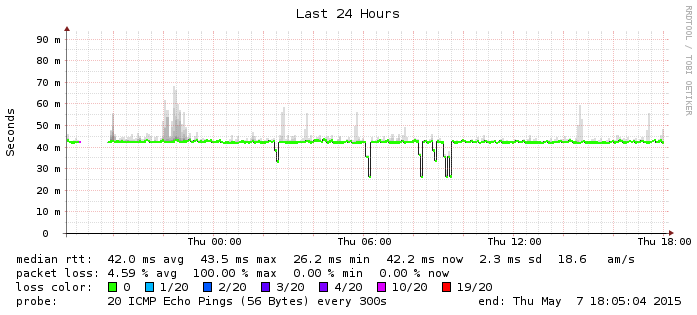 Last 24 Hours
RRDTOOL / TOBI OETIKER
Seconds
90 m
80 m
70 m
60 m
50 m
40 m
30 m
20 m
10 m
0
Thu 00:00 Thu 06:00 Thu 12:00 Thu 18:00
median rtt: 42.0 ms avg 43.5 ms max 26.2 ms min 42.2 ms now 2.3 ms sd 18.6 am/s
packet loss: 4.59 % avg 100.00 % max 0.00 % min 0.00 % now
loss color: 0 1/20 2/20 3/20 4/20 10/20 19/20
probe: 20 ICMP Echo Pings (56 Bytes) every 300s end: Thu May 7 18:05:04 2015